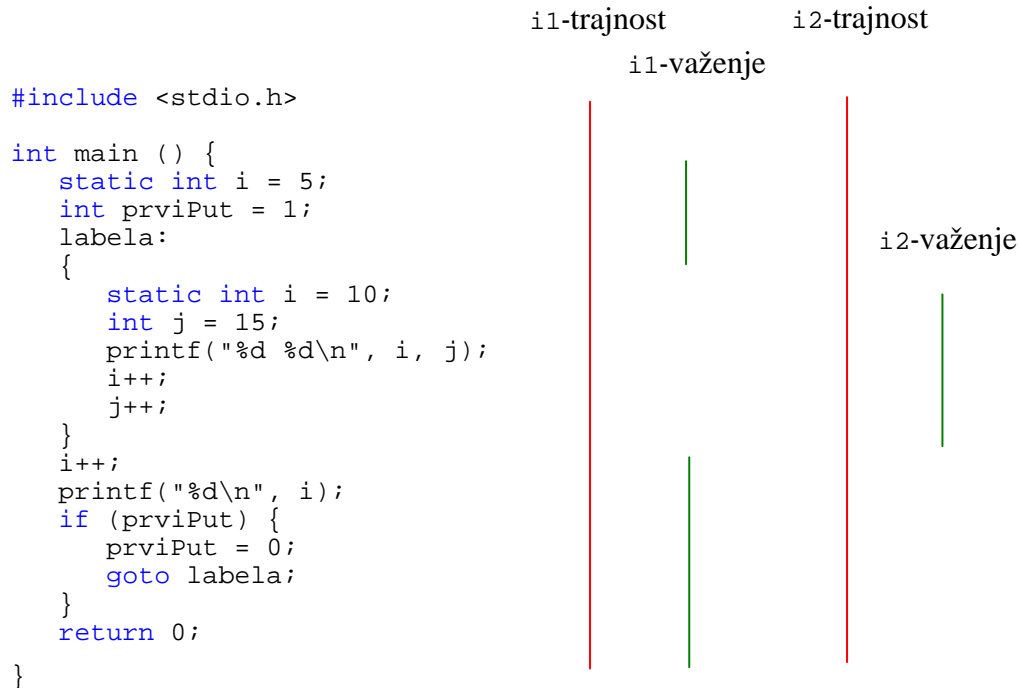 i1-trajnost i2-trajnost
i1-važenje
#include <stdio.h>
int main () {
static int i = 5;
int prviPut = 1;
labela:
i2-važenje
{
static int i = 10;
int j = 15;
printf("%d %d\n", i, j);
i++;
j++;
}
i++;
printf("%d\n", i);
if (prviPut) {
prviPut = 0;
goto labela;
}
return 0;
}